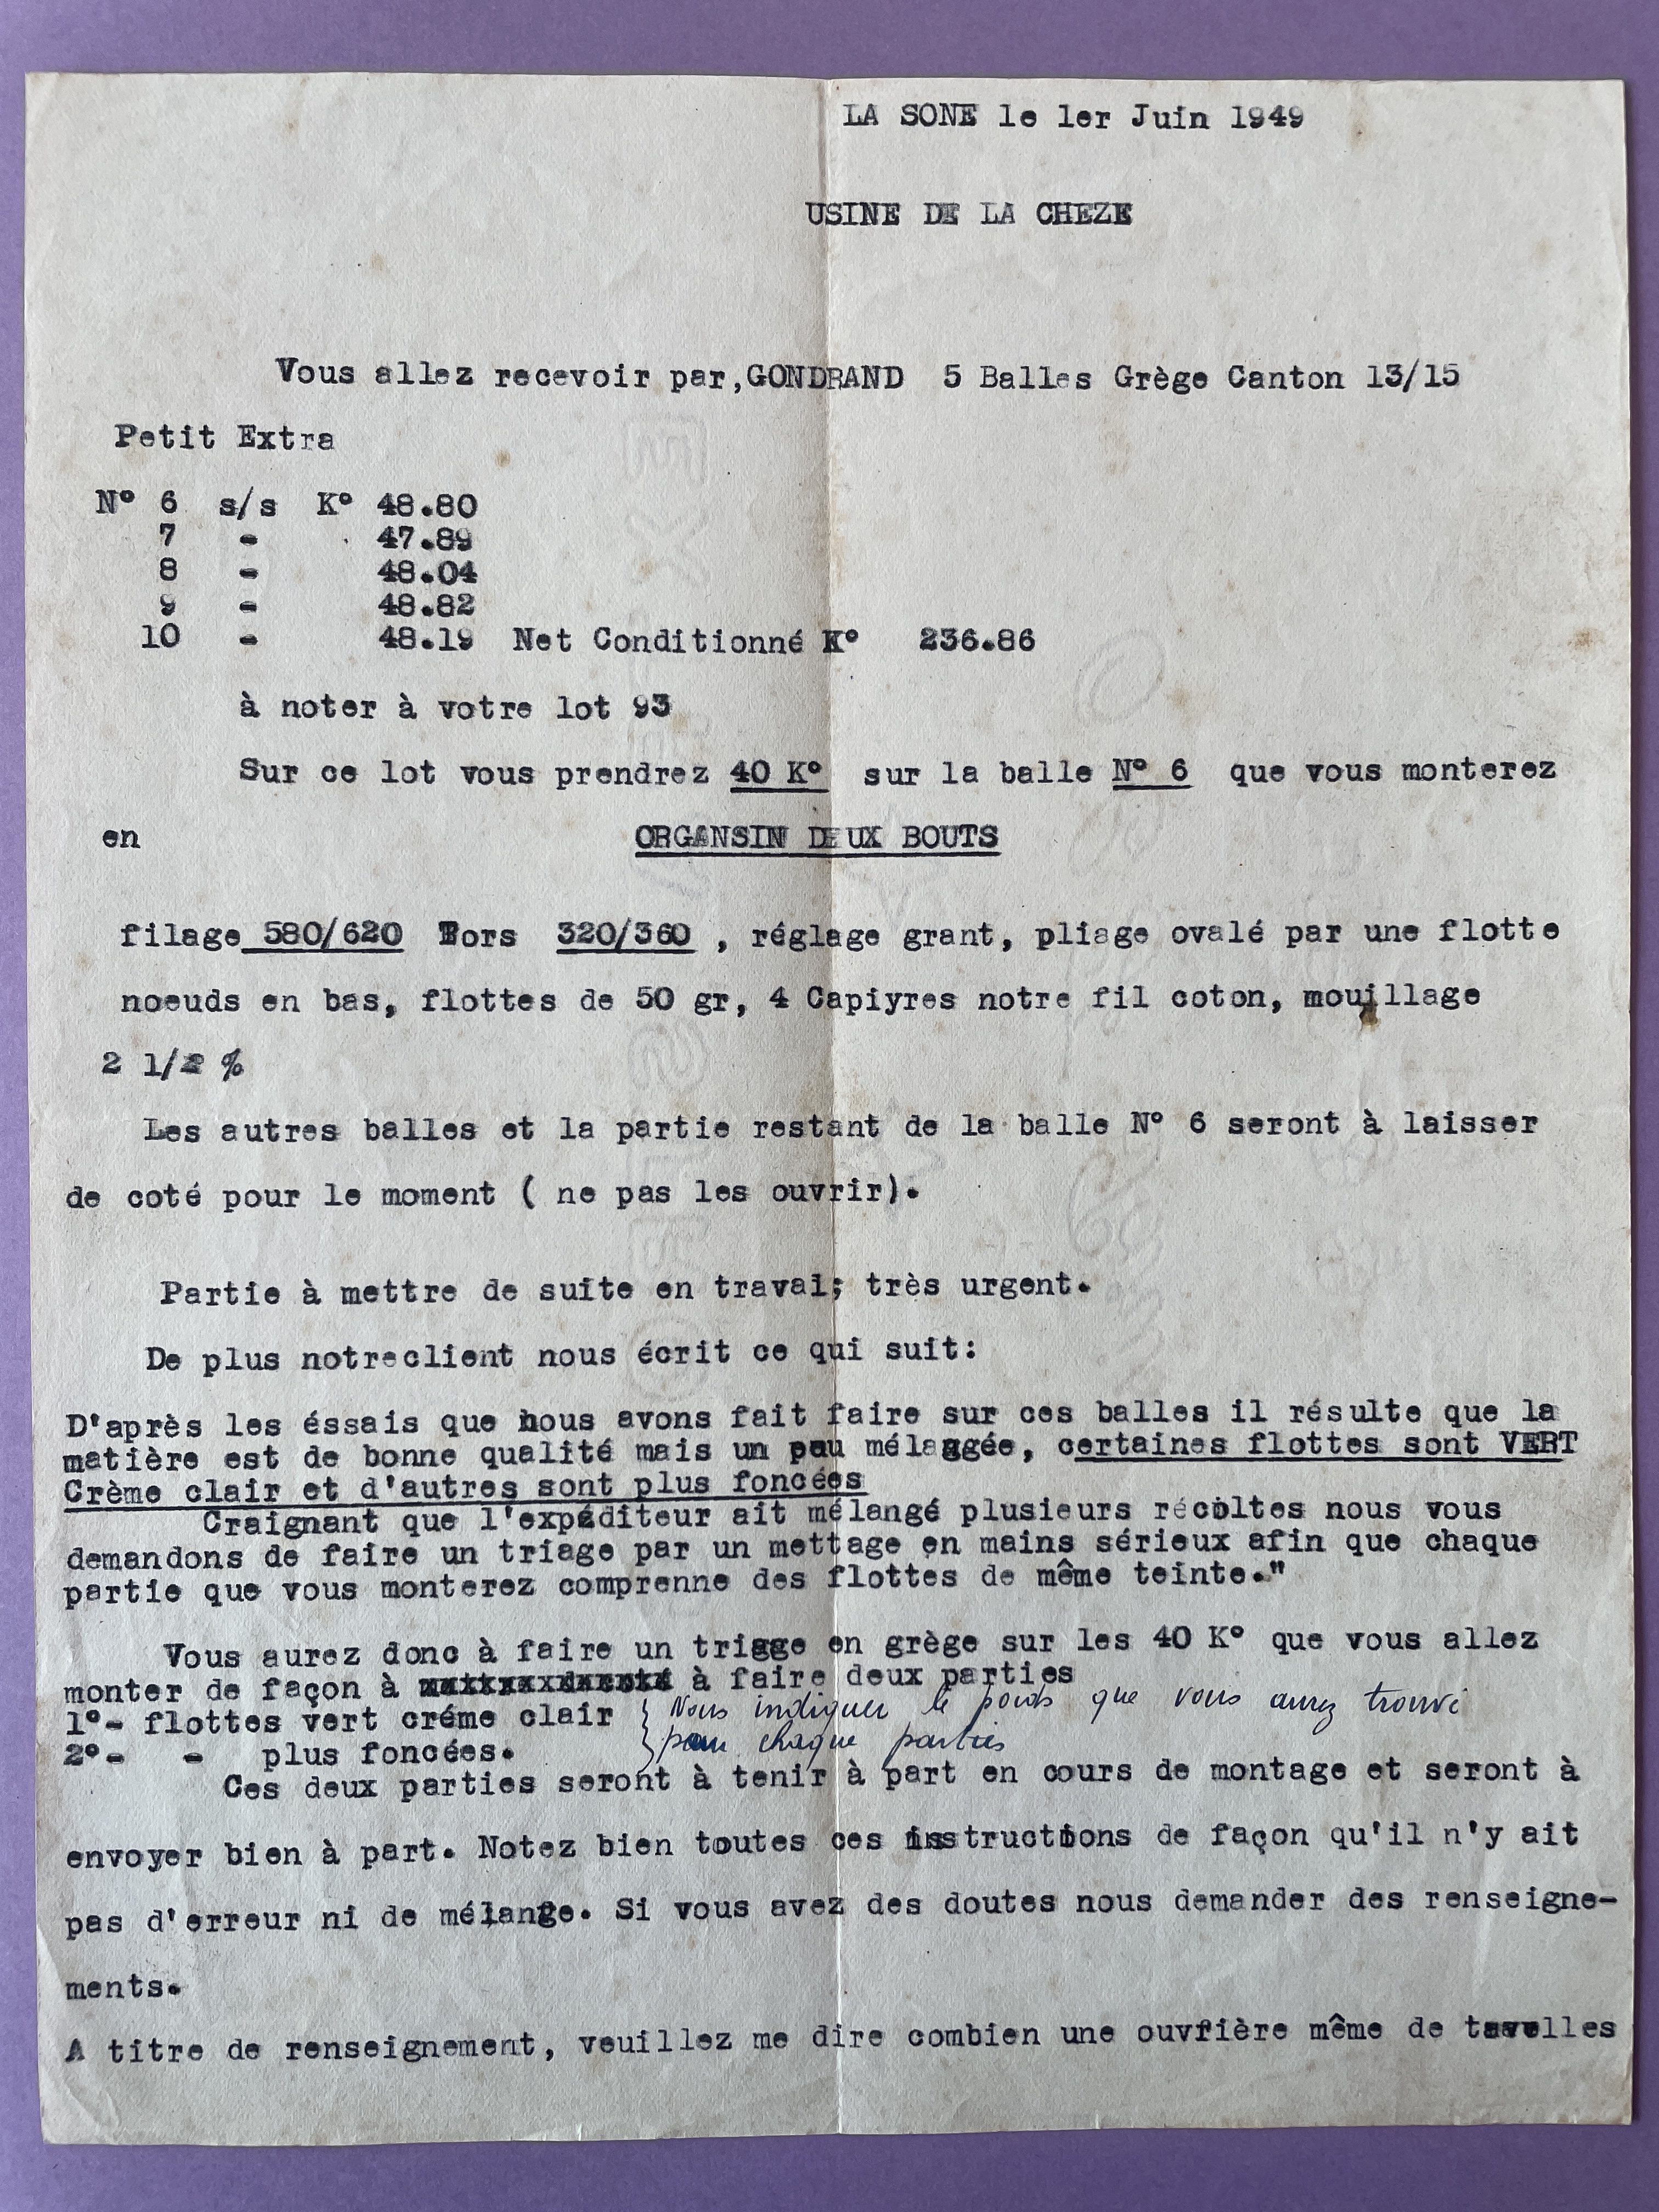 LA SONE le 1er Juin 1949
USINE DE LA CHEZE
Vous allez recevoir par,GONDRAND 5 Balles Grège Canton 13/15
Petit Extra
N° 6 s/s K° 48.80
7 - 47.89
8 - 48.04
9 - 48.82
10 - 48.19 Net Conditionné K° 236.86
à noter à votre lot 93
Sur ce lot vous prendrez 40 K° sur la balle N° 6 que vous monterez
en ORGANSIN DEUX BOUTS
filage 580/620 Tors 320/360 , réglage grant, pliage ovalé par une flotte
noeuds en bas, flottes de 50 gr, 4 Capiyres notre fil coton, mouillage
2 1/2 %
Les autres balles et la partie restant de la balle N° 6 seront à laisser
de coté pour le moment ( ne pas les ouvrir).
Partie à mettre de suite en travai; très urgent.
De plus notreclient nous écrit ce qui suit:
D'après les éssais que nous avons fait faire sur ces balles il résulte que la
matière est de bonne qualité mais un peu mélangée, certaines flottes sont VERT
Crème clair et d'autres sont plus foncées
Craignant que l'expéditeur ait mélangé plusieurs récoltes nous vous
demandons de faire un triage par un mettage en mains sérieux afin que chaque
partie que vous monterez comprenne des flottes de même teinte."
Vous aurez donc à faire un triage en grège sur les 40 K° que vous allez
monter de façon à à faire deux parties
1°- flottes vert créme clair } Nous indiquer le poids que vous aurez trouvé
2°- - plus foncées. } pour chaque parties
Ces deux parties seront à tenir à part en cours de montage et seront à
envoyer bien à part. Notez bien toutes ces instructions de façon qu'il n'y ait
pas d'erreur ni de mélange. Si vous avez des doutes nous demander des renseigne-
ments.
A titre de renseignement, veuillez me dire combien une ouvrière même de tavelles